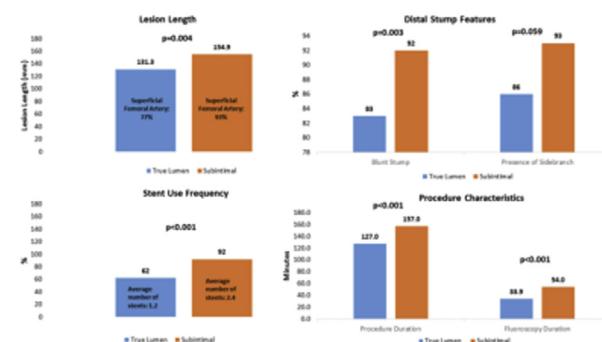 Lesion Length
p=0.004
Lesion Length (mm)
180
160
140
120
100
80
60
40
20
0
131.3
154.9
Superficial Femoral Artery: 77%
Superficial Femoral Artery: 93%
True Lumen Subintimal
Distal Stump Features
p=0.003
p=0.059
%
94
92
90
88
86
84
82
80
78
83
92
86
93
Blunt Stump
Presence of Sidebranch
True Lumen Subintimal
Stent Use Frequency
p<0.001
%
180
160
140
120
100
80
60
40
20
0
62
92
Average number of stents: 1.2
Average number of stents: 2.4
True Lumen Subintimal
Procedure Characteristics
p<0.001
p<0.001
Minutes
180.0
160.0
140.0
120.0
100.0
80.0
60.0
40.0
20.0
0.0
127.0
157.0
33.9
54.0
Procedure Duration
Fluoroscopy Duration
True Lumen Subintimal